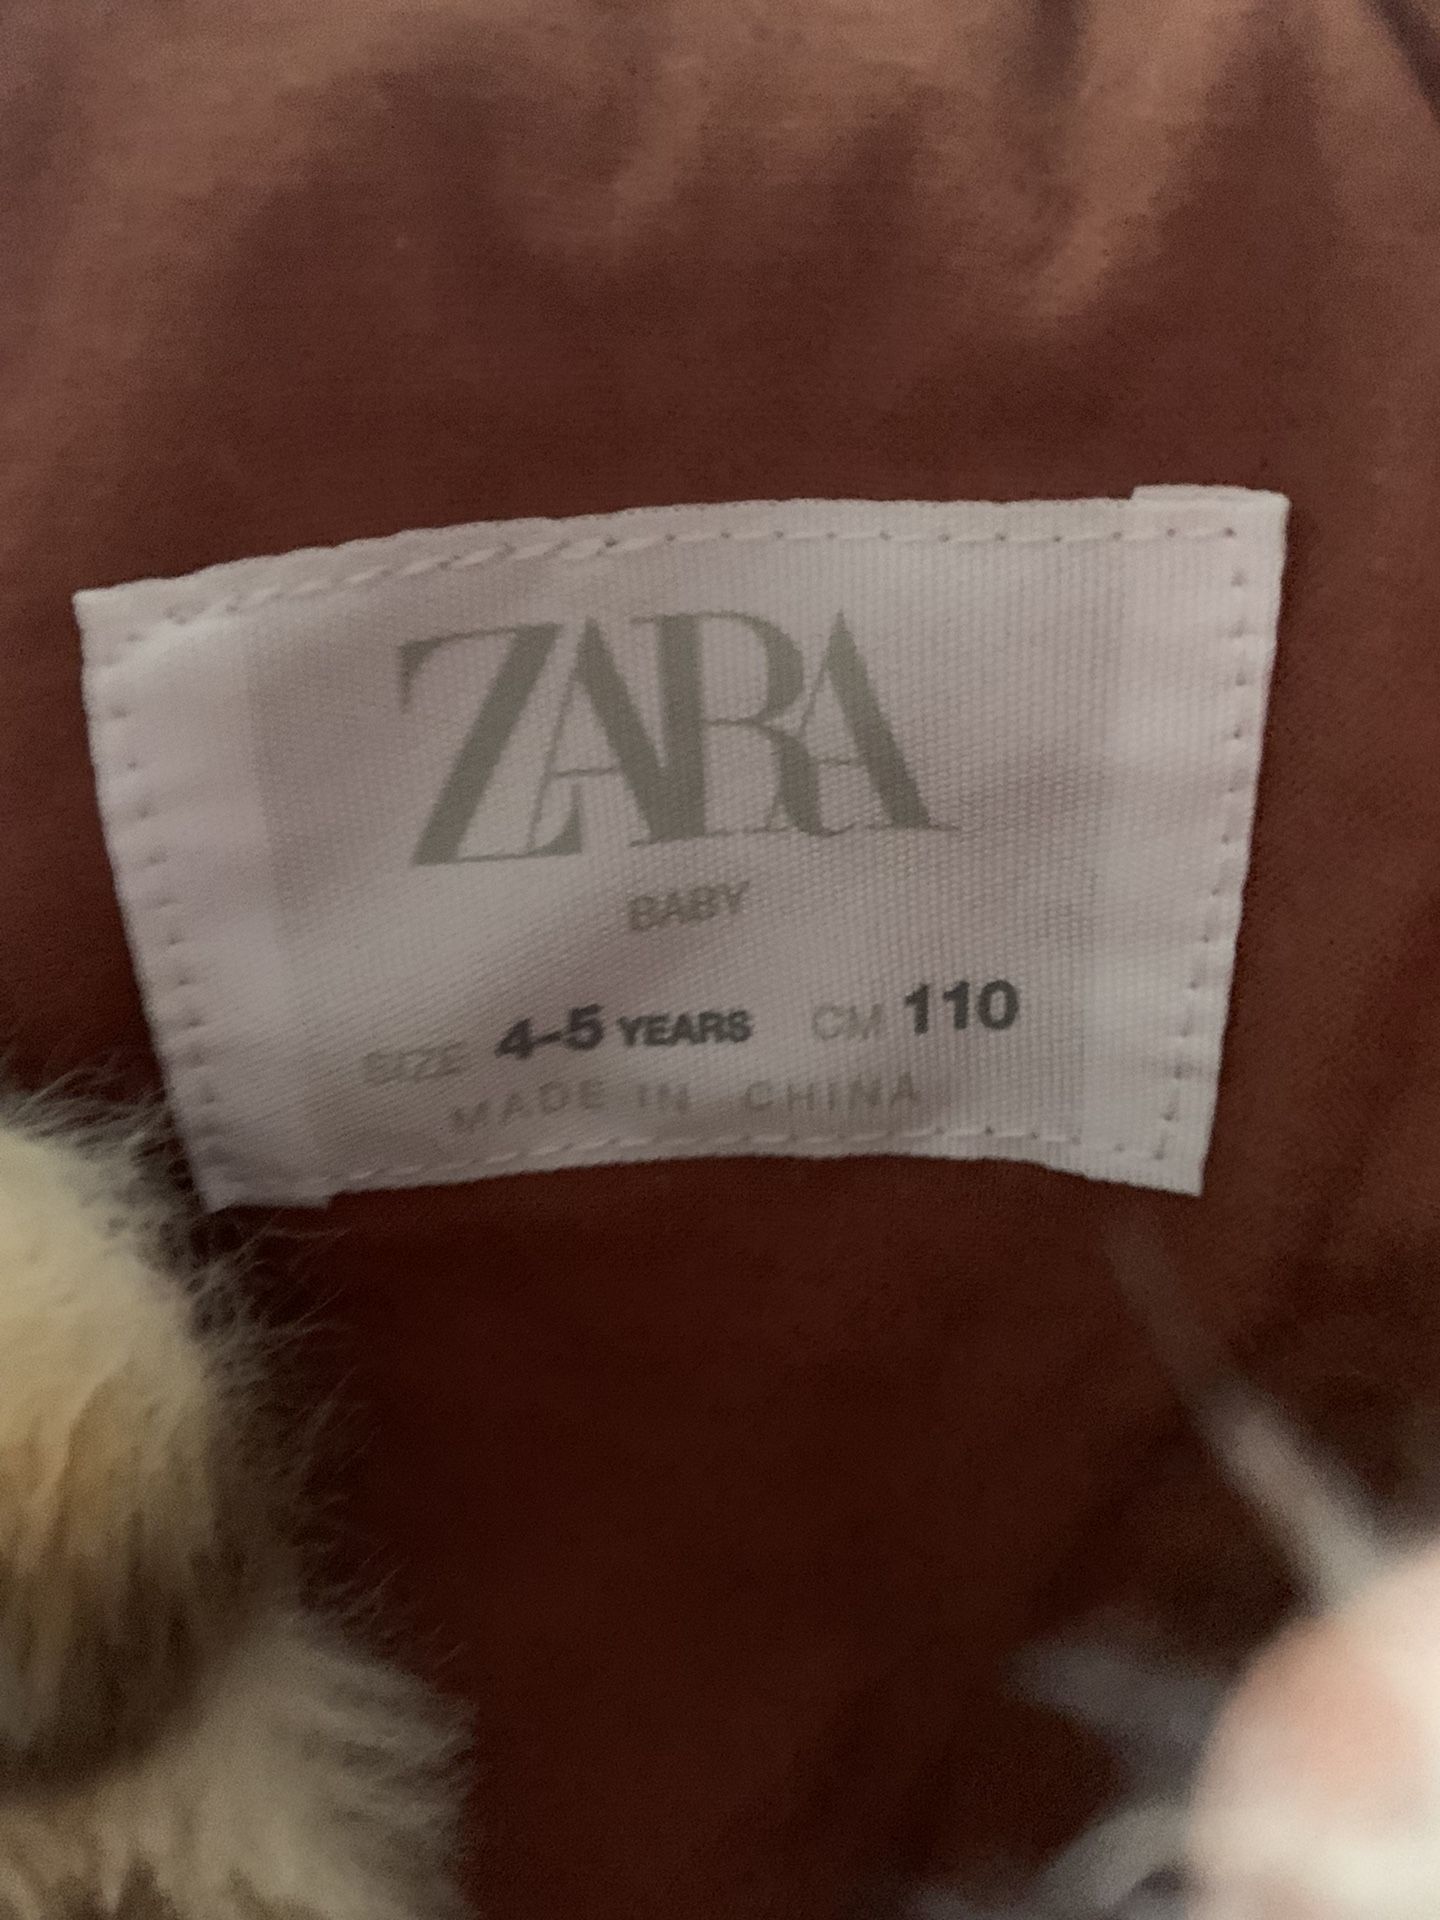 ZARA
BABY
SIZE 4-5 YEARS CM 110
MADE IN CHINA